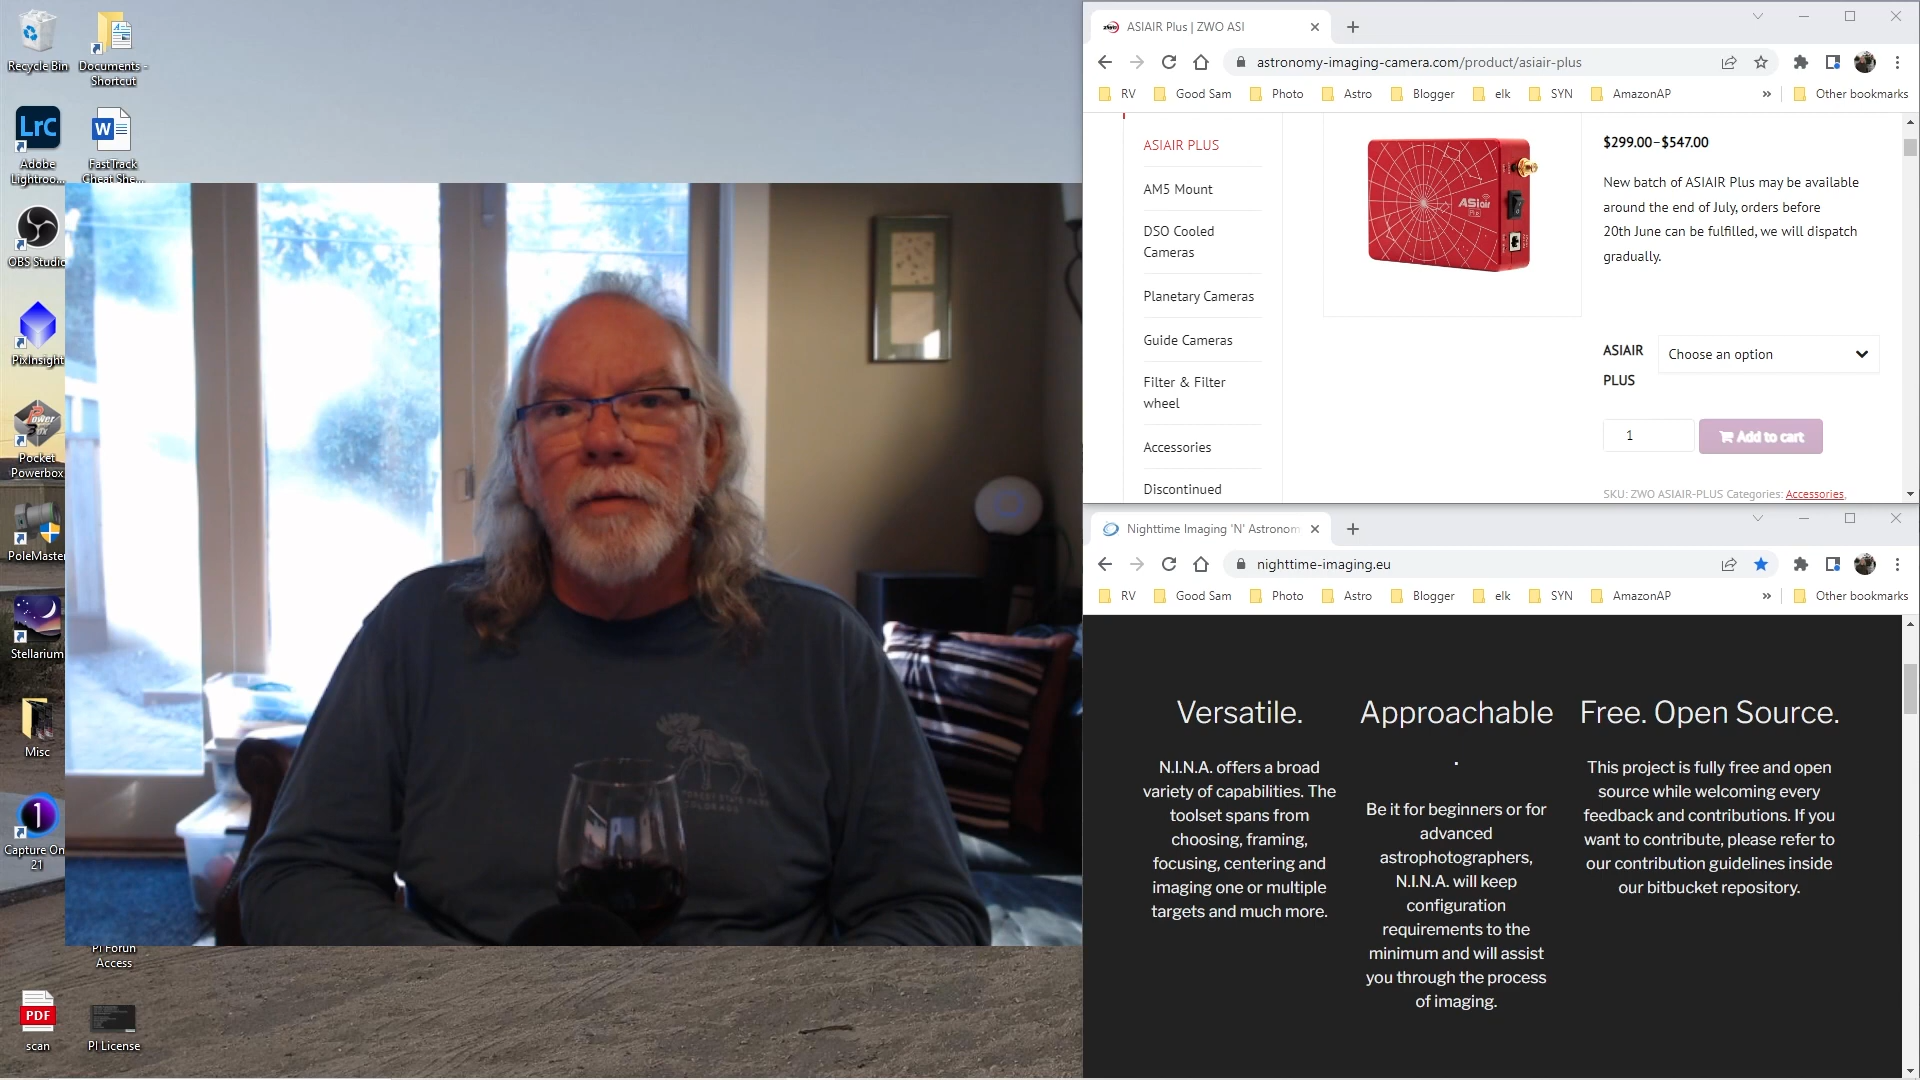 Recycle Bin
Documents -
Shortcut
LrC
Adobe
Lightroo...
FastTrack
Cheat She...
OBS Studio
PixInsight
Pocket
Powerbox
PoleMaster
Stellarium
Misc
Capture On
21
PI Forun
Access
PDF
scan
PI License
FOREST STATE PARK
COLORADO
ASIAIR Plus | ZWO ASI
astronomy-imaging-camera.com/product/asiair-plus
RV
Good Sam
Photo
Astro
Blogger
elk
SYN
AmazonAP
»
Other bookmarks
ASIAIR PLUS
AM5 Mount
DSO Cooled
Cameras
Planetary Cameras
Guide Cameras
Filter & Filter
wheel
Accessories
Discontinued
ASIair
$299.00–$547.00
New batch of ASIAIR Plus may be available
around the end of July, orders before
20th June can be fulfilled, we will dispatch
gradually.
ASIAIR
PLUS
Choose an option
1
Add to cart
SKU: ZWO ASIAIR-PLUS Categories: Accessories,
Nighttime Imaging 'N' Astronom
nighttime-imaging.eu
RV
Good Sam
Photo
Astro
Blogger
elk
SYN
AmazonAP
»
Other bookmarks
Versatile.
N.I.N.A. offers a broad
variety of capabilities. The
toolset spans from
choosing, framing,
focusing, centering and
imaging one or multiple
targets and much more.
Approachable
.
Be it for beginners or for
advanced
astrophotographers,
N.I.N.A. will keep
configuration
requirements to the
minimum and will assist
you through the process
of imaging.
Free. Open Source.
This project is fully free and open
source while welcoming every
feedback and contributions. If you
want to contribute, please refer to
our contribution guidelines inside
our bitbucket repository.